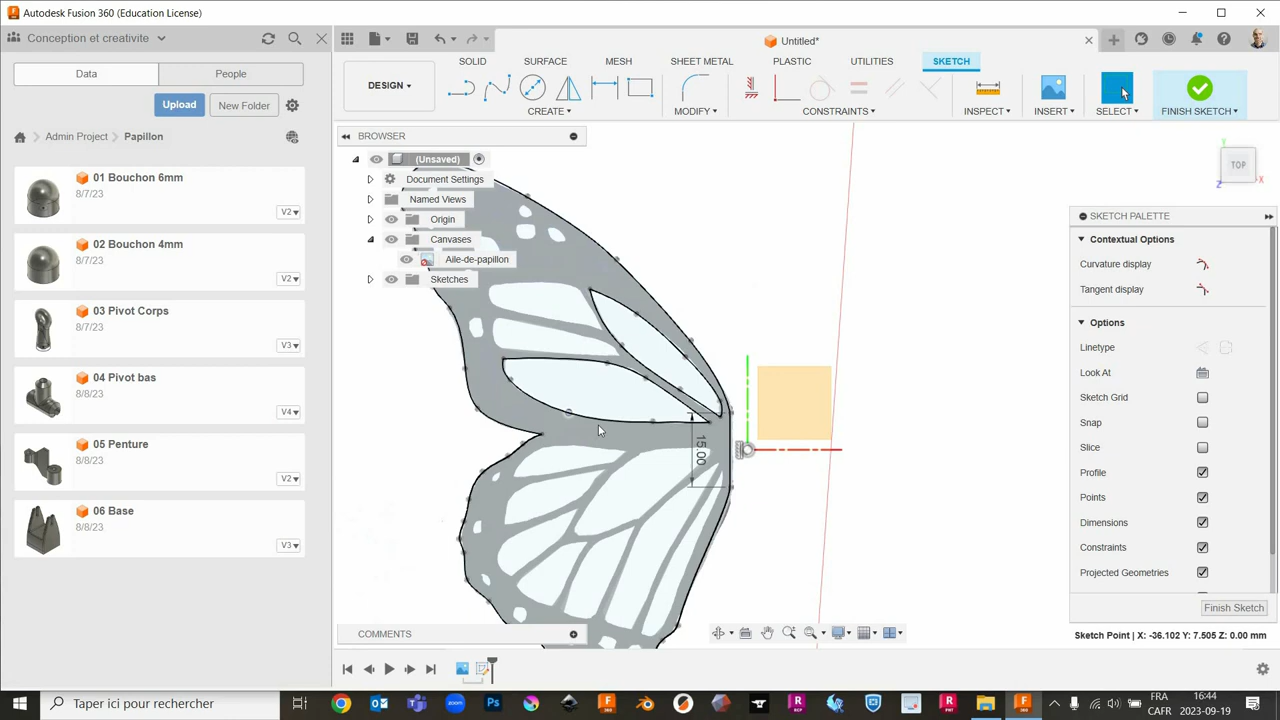 Autodesk Fusion 360 (Education License)
Conception et creativite
Untitled*
Data
People
Upload
New Folder
Admin Project
Papillon
01 Bouchon 6mm
8/7/23
V2
02 Bouchon 4mm
8/7/23
V2
03 Pivot Corps
8/7/23
V3
04 Pivot bas
8/8/23
V4
05 Penture
8/8/23
V2
06 Base
8/8/23
V3
DESIGN
SOLID
SURFACE
MESH
SHEET METAL
PLASTIC
UTILITIES
SKETCH
CREATE
MODIFY
CONSTRAINTS
INSPECT
INSERT
SELECT
FINISH SKETCH
BROWSER
(Unsaved)
Document Settings
Named Views
Origin
Canvases
Aile-de-papillon
Sketches
15.00
TOP
Y
X
Z
SKETCH PALETTE
Contextual Options
Curvature display
Tangent display
Options
Linetype
Look At
Sketch Grid
Snap
Slice
Profile
Points
Dimensions
Constraints
Projected Geometries
Finish Sketch
COMMENTS
Sketch Point | X: -36.102 Y: 7.505 Z: 0.00 mm
Taper ici pour rechercher
FRA
CAFR
16:44
2023-09-19